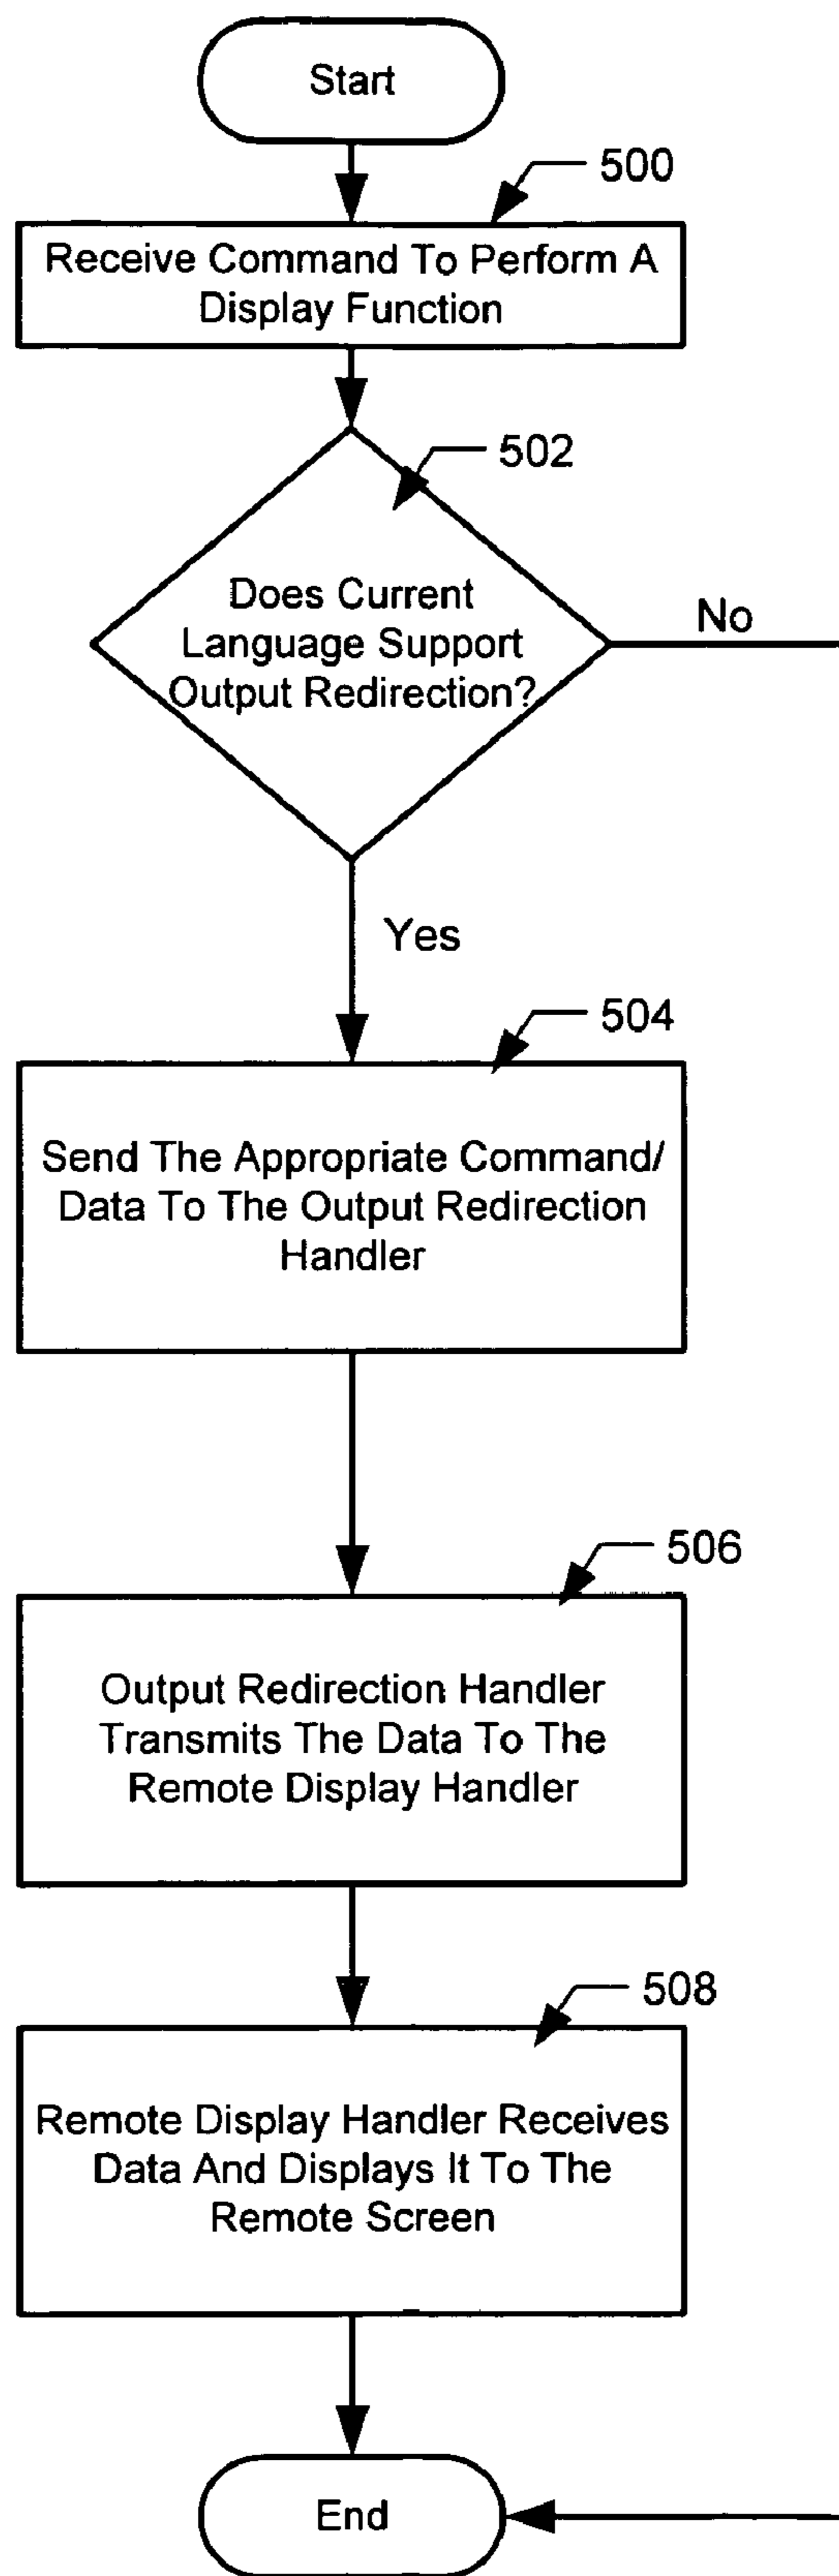 Start
500
Receive Command To Perform A
Display Function
502
Does Current
Language Support
Output Redirection?
No
Yes
504
Send The Appropriate Command/
Data To The Output Redirection
Handler
506
Output Redirection Handler
Transmits The Data To The
Remote Display Handler
508
Remote Display Handler Receives
Data And Displays It To The
Remote Screen
End